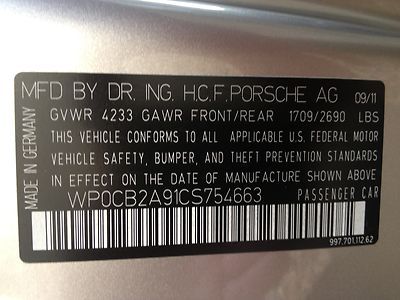 MFD BY DR. ING. H.C.F. PORSCHE AG 09/11
GVWR 4233 GAWR FRONT/REAR 1709/2690 LBS
THIS VEHICLE CONFORMS TO ALL APPLICABLE U.S. FEDERAL MOTOR
VEHICLE SAFETY, BUMPER, AND THEFT PREVENTION STANDARDS
IN EFFECT ON THE DATE OF MANUFACTURE SHOWN ABOVE.
WP0CB2A91CS754663 PASSENGER CAR
997.701.112.62
MADE IN GERMANY